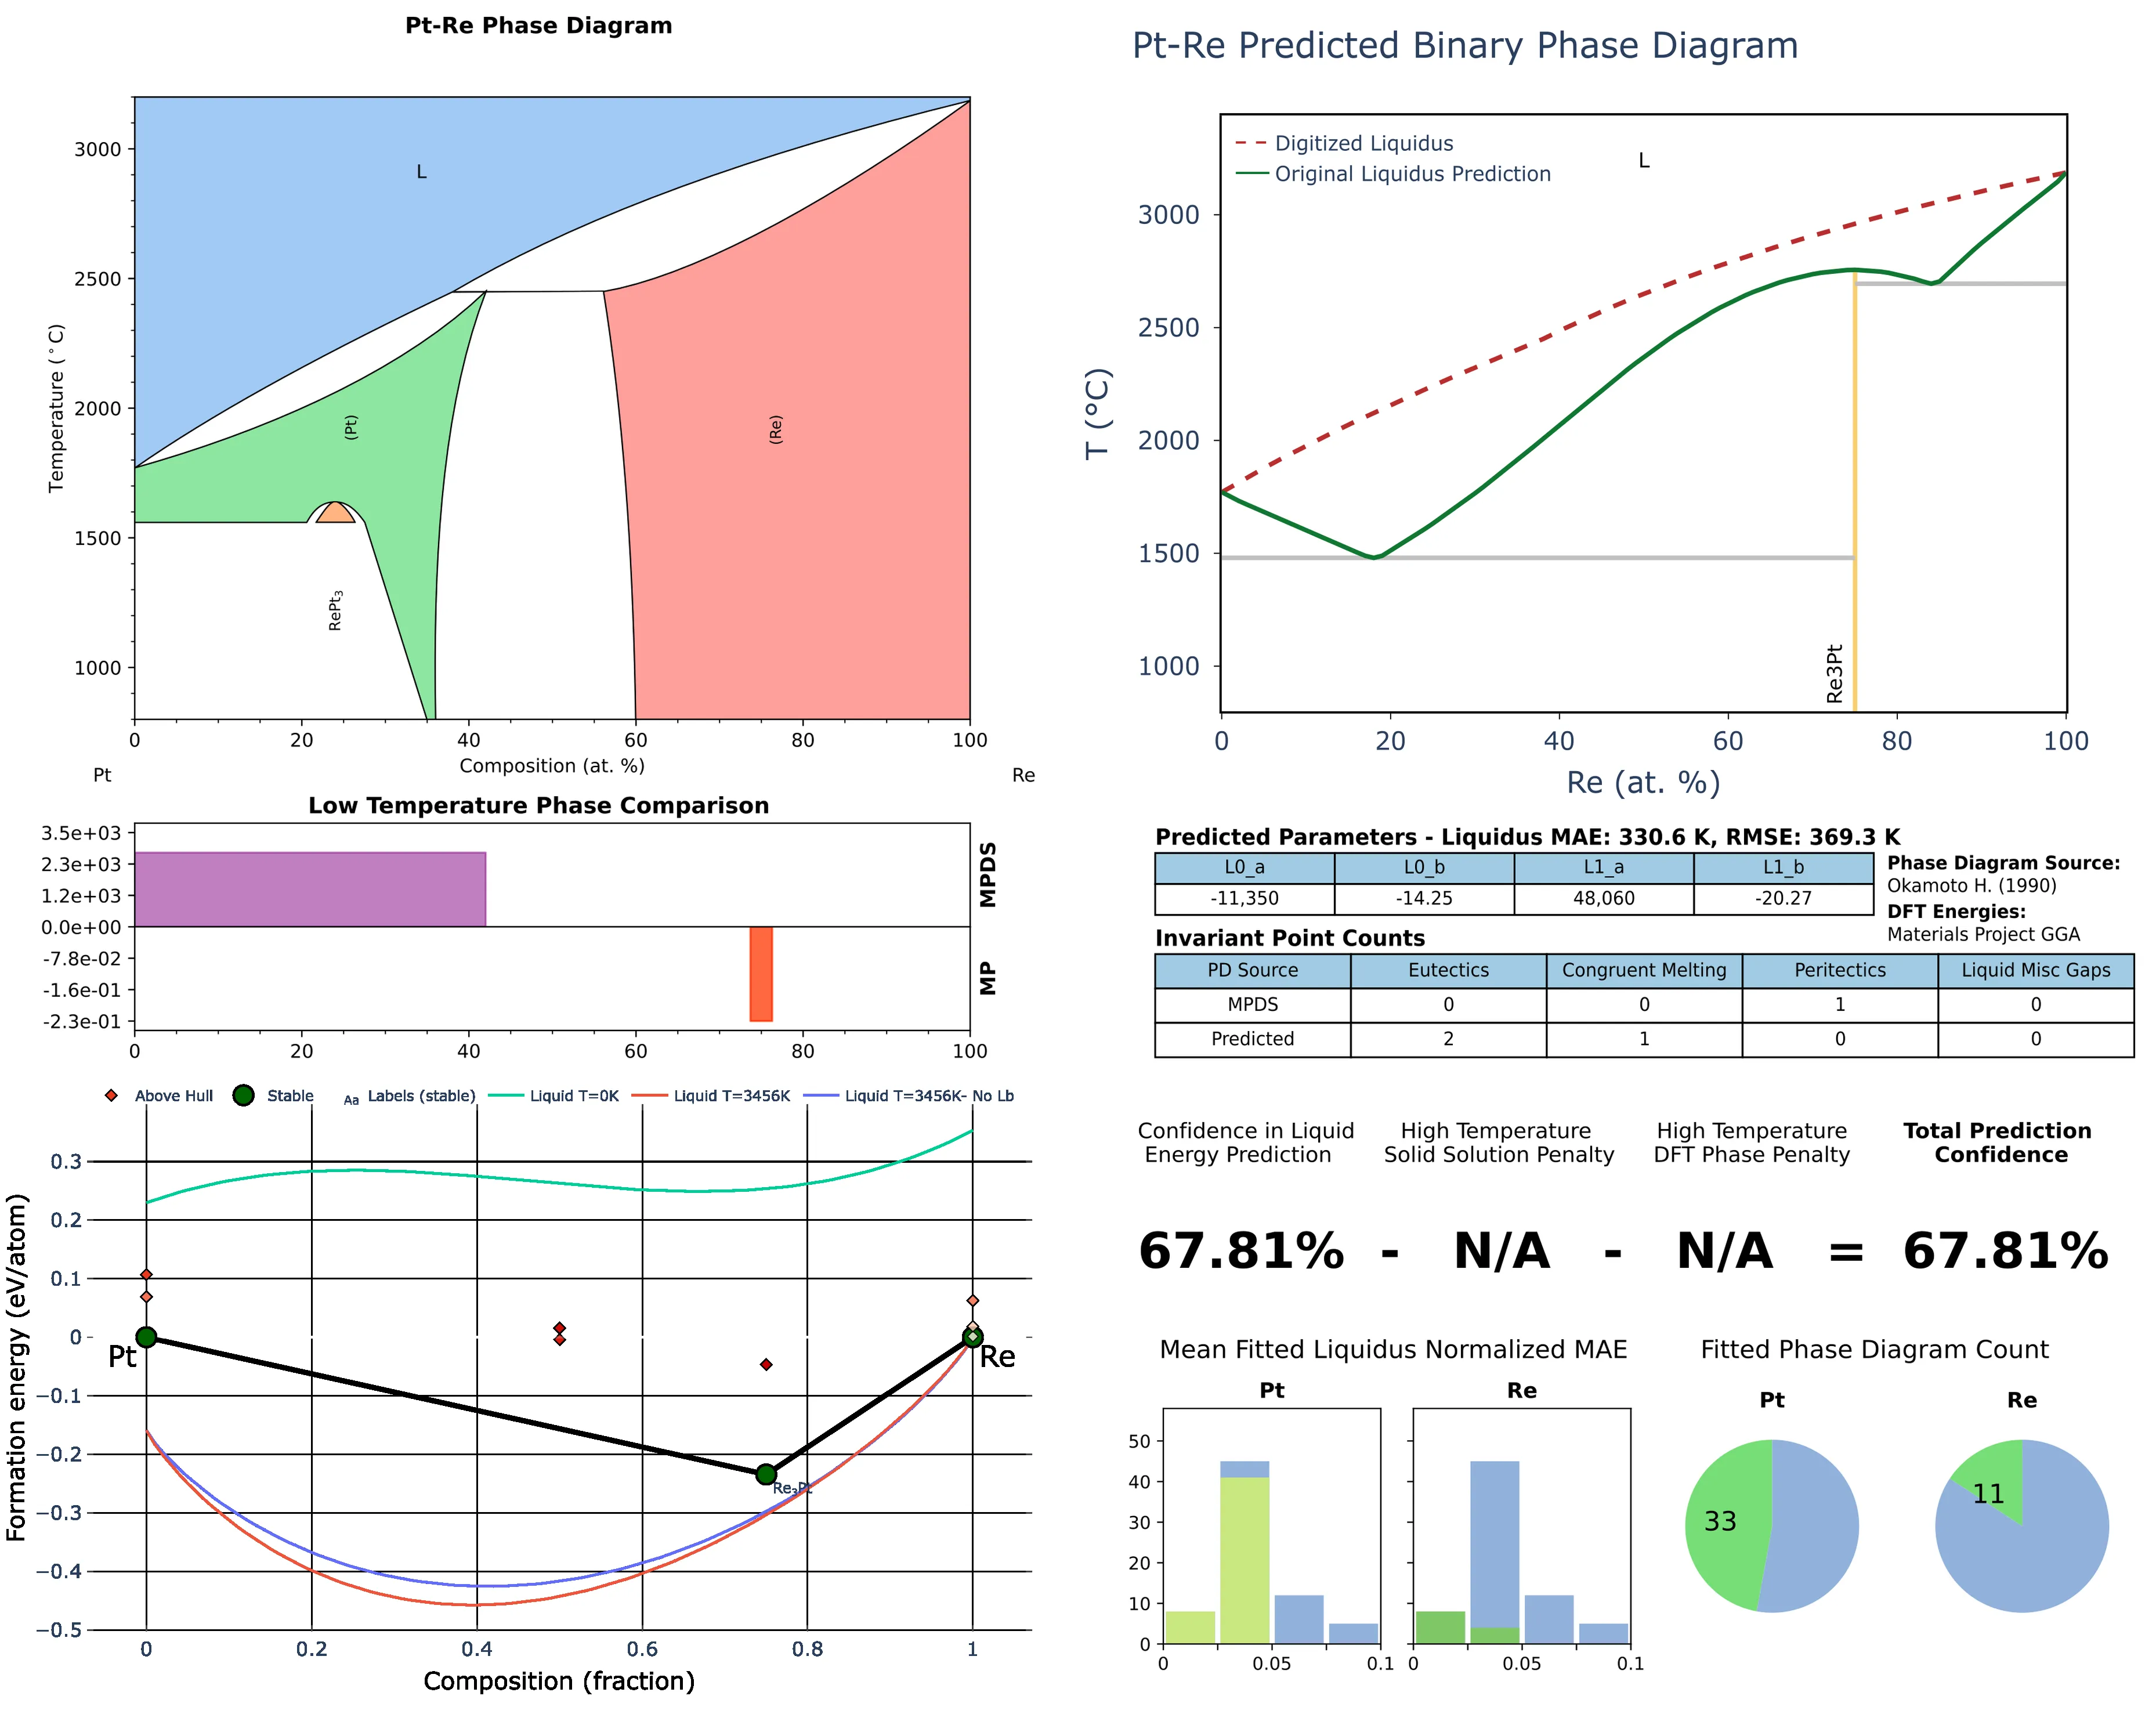 Pt-Re Phase Diagram
3000
2500
2000
1500
1000
Temperature (°C)
L
(Pt)
(Re)
RePt3
0 20 40 60 80 100
Composition (at. %)
Pt Re
Low Temperature Phase Comparison
3.5e+03
2.3e+03
1.2e+03
0.0e+00
-7.8e-02
-1.6e-01
-2.3e-01
MPDS
MP
0 20 40 60 80 100
Above Hull Stable Aa Labels (stable) Liquid T=0K Liquid T=3456K Liquid T=3456K- No Lb
0.3
0.2
0.1
0
−0.1
−0.2
−0.3
−0.4
−0.5
Formation energy (eV/atom)
Pt
Re
Re3Pt
0 0.2 0.4 0.6 0.8 1
Composition (fraction)
Pt-Re Predicted Binary Phase Diagram
Digitized Liquidus
Original Liquidus Prediction
L
3000
2500
2000
1500
1000
T (°C)
Re3Pt
0 20 40 60 80 100
Re (at. %)
Predicted Parameters - Liquidus MAE: 330.6 K, RMSE: 369.3 K
L0_a L0_b L1_a L1_b
-11,350 -14.25 48,060 -20.27
Phase Diagram Source:
Okamoto H. (1990)
DFT Energies:
Materials Project GGA
Invariant Point Counts
PD Source Eutectics Congruent Melting Peritectics Liquid Misc Gaps
MPDS 0 0 1 0
Predicted 2 1 0 0
Confidence in Liquid
Energy Prediction
High Temperature
Solid Solution Penalty
High Temperature
DFT Phase Penalty
Total Prediction
Confidence
67.81% - N/A - N/A = 67.81%
Mean Fitted Liquidus Normalized MAE
Pt
Re
50
40
30
20
10
0
0 0.05 0.1
0 0.05 0.1
Fitted Phase Diagram Count
Pt
Re
33
11